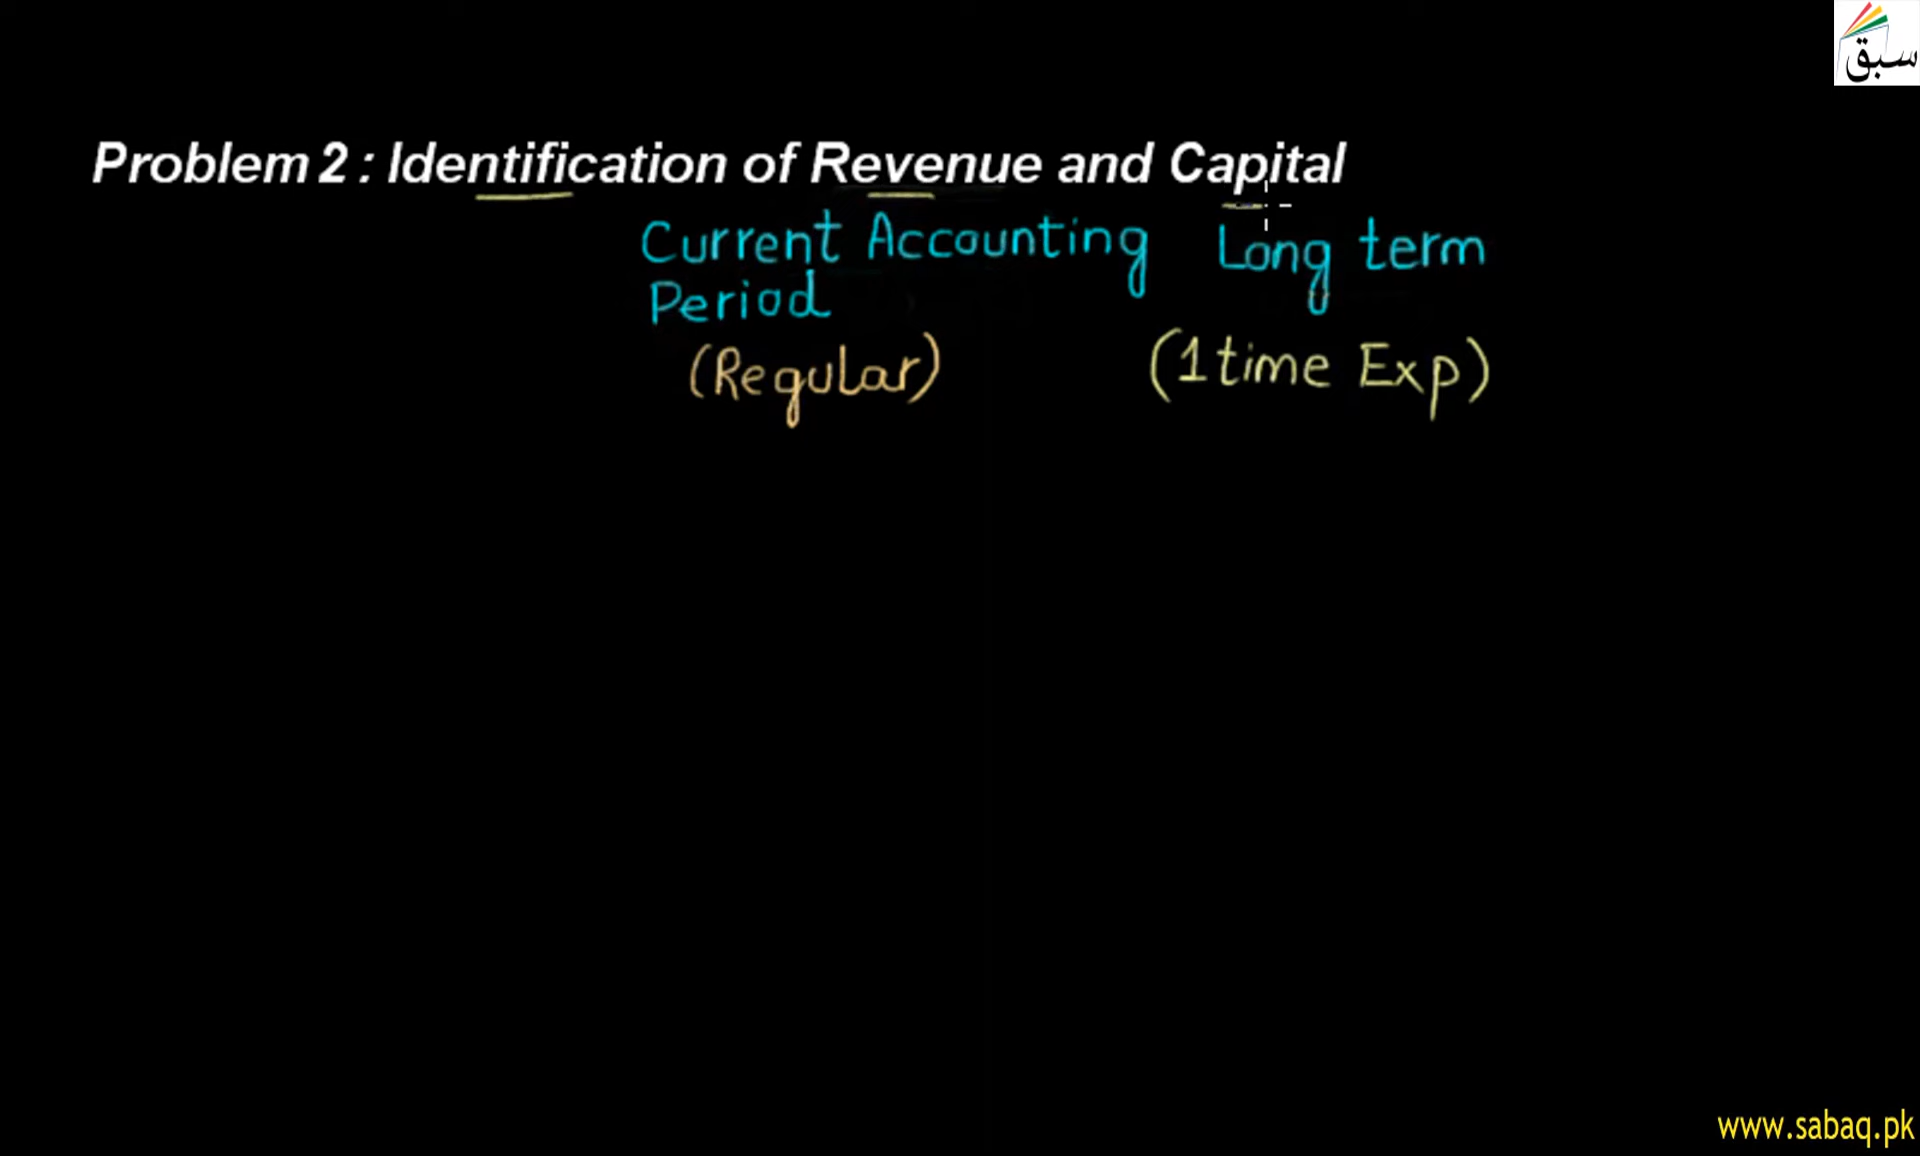 سبق
Problem 2 : Identification of Revenue and Capital
Current Accounting Long term
Period
(Regular) (1 time Exp)
www.sabaq.pk